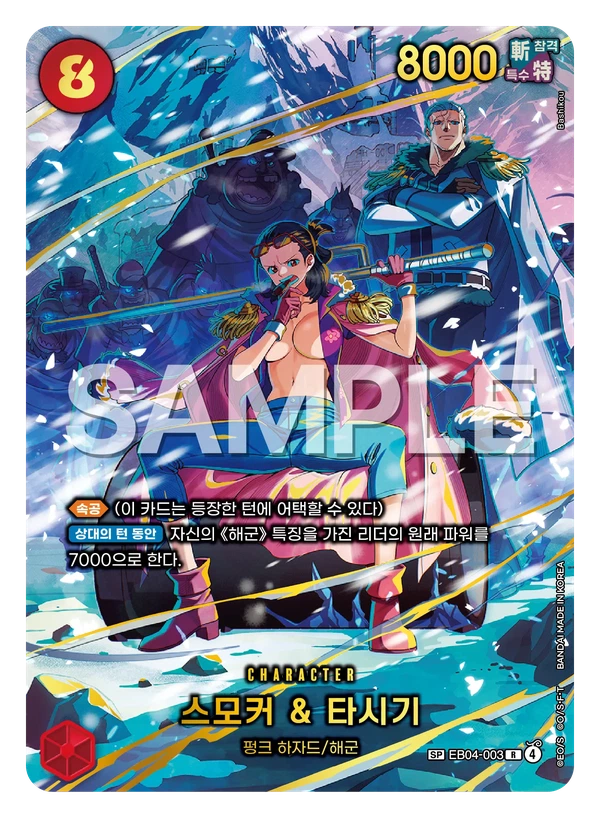 8
8000
斬 참격
특수 特
Bashikou
SAMPLE
속공 (이 카드는 등장한 턴에 어택할 수 있다)
상대의 턴 동안 자신의 《해군》 특징을 가진 리더의 원래 파워를
7000으로 한다.
CHARACTER
스모커 & 타시기
펑크 하자드/해군
SP EB04-003 R 4
©E.O/S ©O/S·F·T BANDAI MADE IN KOREA